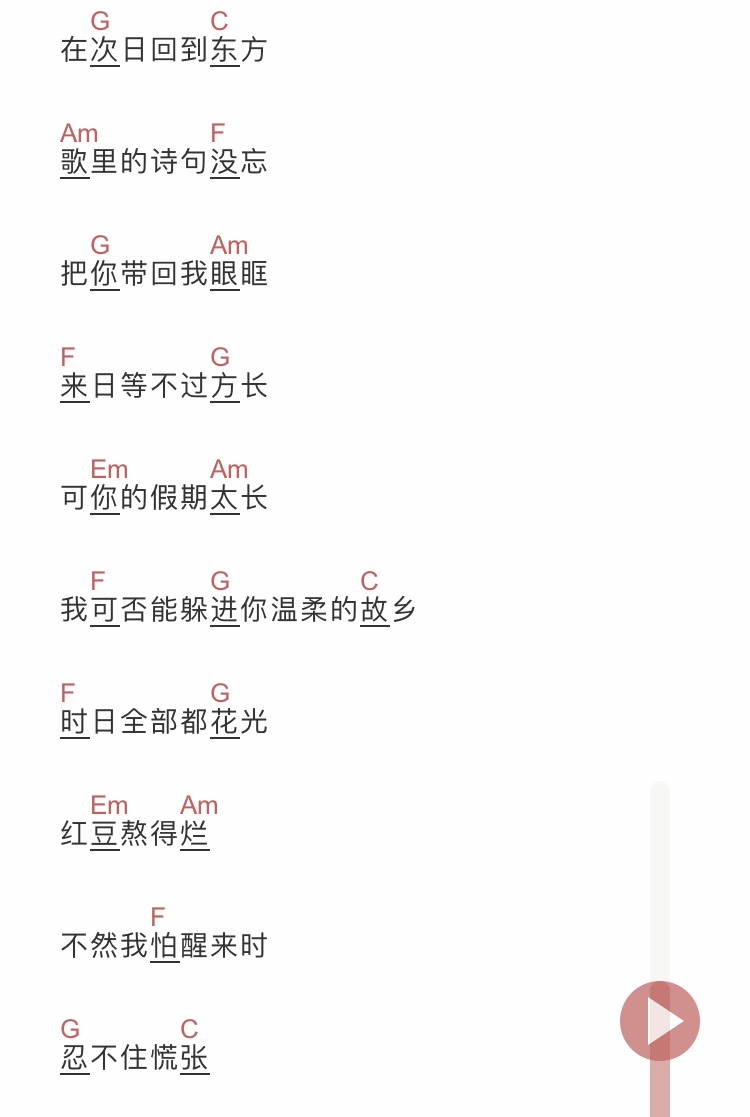 G C
在次日回到东方
Am F
歌里的诗句没忘
G Am
把你带回我眼眶
F G
来日等不过方长
Em Am
可你的假期太长
F G C
我可否能躲进你温柔的故乡
F G
时日全部都花光
Em Am
红豆熬得烂
F
不然我怕醒来时
G C
忍不住慌张